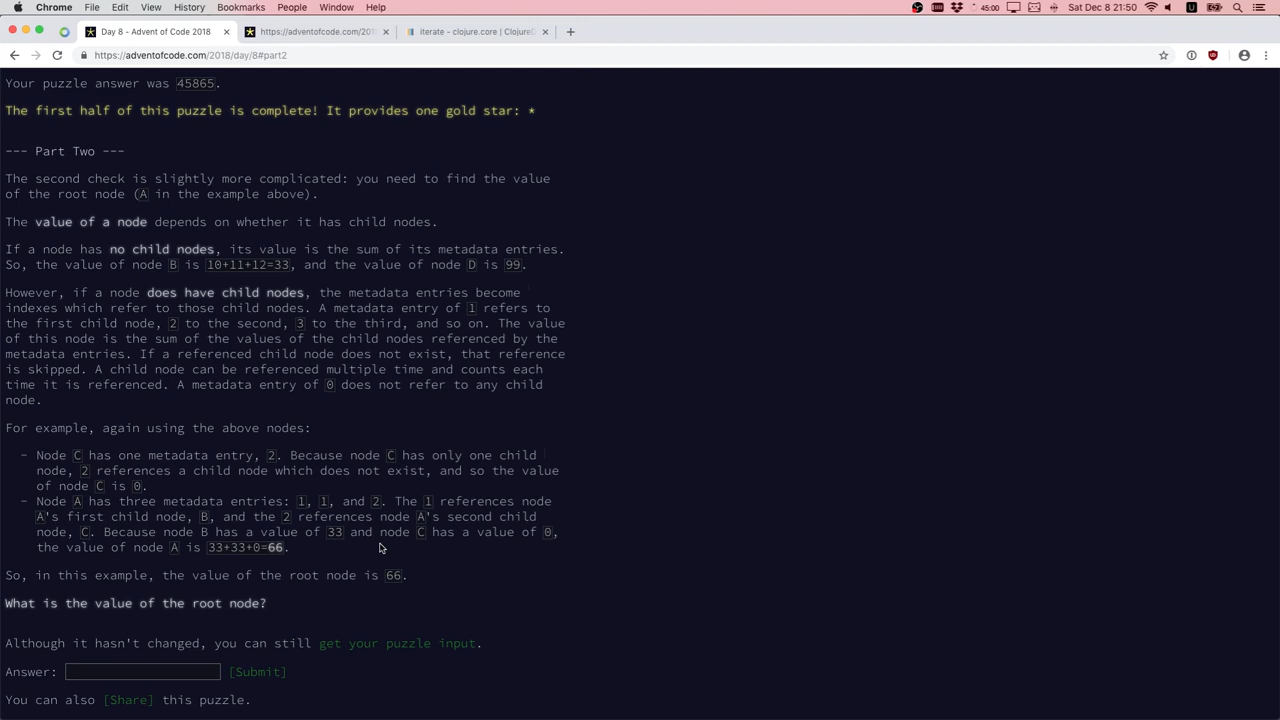 Chrome File Edit View History Bookmarks People Window Help 45:00 Sat Dec 8 21:50
Day 8 - Advent of Code 2018 https://adventofcode.com/201 iterate - clojure.core | ClojureD
https://adventofcode.com/2018/day/8#part2
Your puzzle answer was 45865.
The first half of this puzzle is complete! It provides one gold star: *
--- Part Two ---
The second check is slightly more complicated: you need to find the value
of the root node (A in the example above).
The value of a node depends on whether it has child nodes.
If a node has no child nodes, its value is the sum of its metadata entries.
So, the value of node B is 10+11+12=33, and the value of node D is 99.
However, if a node does have child nodes, the metadata entries become
indexes which refer to those child nodes. A metadata entry of 1 refers to
the first child node, 2 to the second, 3 to the third, and so on. The value
of this node is the sum of the values of the child nodes referenced by the
metadata entries. If a referenced child node does not exist, that reference
is skipped. A child node can be referenced multiple time and counts each
time it is referenced. A metadata entry of 0 does not refer to any child
node.
For example, again using the above nodes:
- Node C has one metadata entry, 2. Because node C has only one child
node, 2 references a child node which does not exist, and so the value
of node C is 0.
- Node A has three metadata entries: 1, 1, and 2. The 1 references node
A's first child node, B, and the 2 references node A's second child
node, C. Because node B has a value of 33 and node C has a value of 0,
the value of node A is 33+33+0=66.
So, in this example, the value of the root node is 66.
What is the value of the root node?
Although it hasn't changed, you can still get your puzzle input.
Answer: [Submit]
You can also [Share] this puzzle.